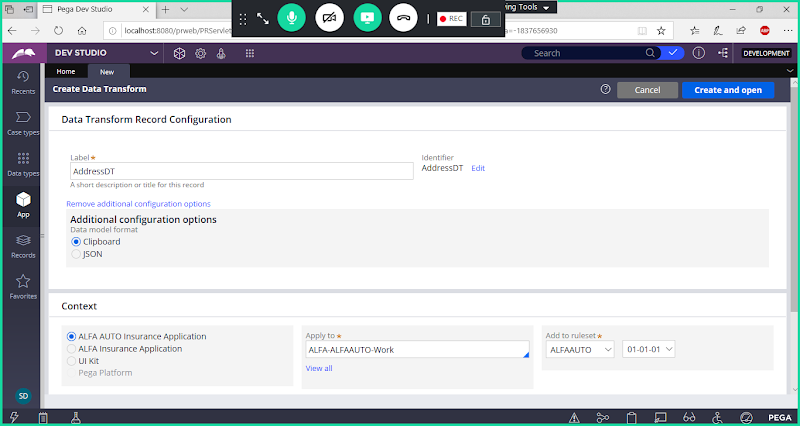 Pega Dev Studio
ving Tools
REC
localhost:8080/prweb/PRServlet
a=-1837656930
ABP
DEV STUDIO
Search
DEVELOPMENT
Home
New
Recents
Create Data Transform
Cancel
Create and open
Case types
Data Transform Record Configuration
Data types
Label★
Identifier
AddressDT
AddressDT
Edit
A short description or title for this record
App
Remove additional configuration options
Additional configuration options
Data model format
Clipboard
JSON
Records
Favorites
Context
ALFA AUTO Insurance Application
ALFA Insurance Application
UI Kit
Pega Platform
Apply to★
ALFA-ALFAAUTO-Work
View all
Add to ruleset★
ALFAAUTO
01-01-01
SD
PEGA